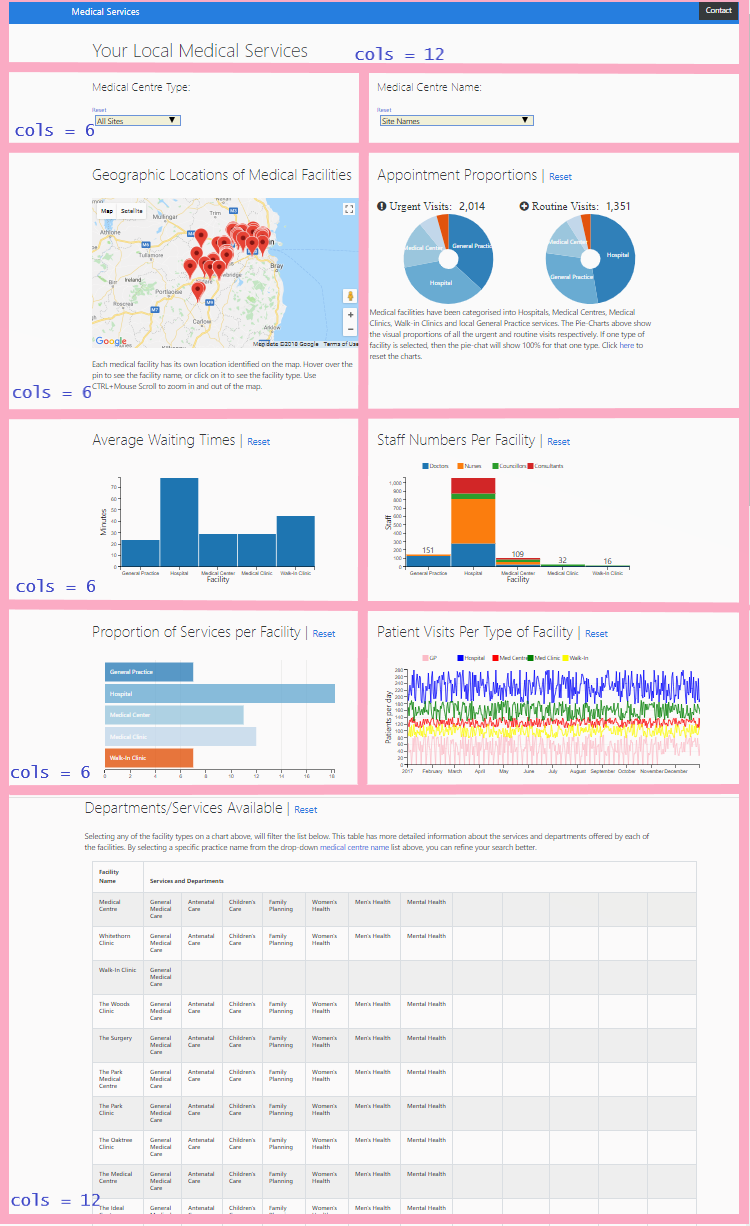 Medical Services
Contact
Your Local Medical Services
cols = 12
Medical Centre Type:
Reset
All Sites
cols = 6
Medical Centre Name:
Reset
Site Names
Geographic Locations of Medical Facilities
Map Satellite
Mullingar
Trim
M3
M1
Athlone
M6
M4
Tullamore
Ireland
Bray
Birr
Portlaoise
Roscrea
M7
Carlow
Arklow
Kilkenny
Google
Map data ©2018 Google Terms of Use
Each medical facility has its own location identified on the map. Hover over the
pin to see the facility name, or click on it to see the facility type. Use
CTRL+Mouse Scroll to zoom in and out of the map.
cols = 6
Appointment Proportions | Reset
Urgent Visits: 2,014
Routine Visits: 1,351
Medical Center
General Practice
Hospital
Medical Center
Hospital
General Practice
Medical facilities have been categorised into Hospitals, Medical Centres, Medical
Clinics, Walk-in Clinics and local General Practice services. The Pie-Charts above show
the visual proportions of all the urgent and routine visits respectively. If one type of
facility is selected, then the pie-chat will show 100% for that one type. Click here to
reset the charts.
Average Waiting Times | Reset
Minutes
70
60
50
40
30
20
10
0
General Practice Hospital Medical Center Medical Clinic Walk-In Clinic
Facility
cols = 6
Staff Numbers Per Facility | Reset
Doctors Nurses Councillors Consultants
Staff
1,000
900
800
700
600
500
400
300
200
100
0
151
109
32
16
General Practice Hospital Medical Center Medical Clinic Walk-In Clinic
Facility
Proportion of Services per Facility | Reset
General Practice
Hospital
Medical Center
Medical Clinic
Walk-In Clinic
0 2 4 6 8 10 12 14 16 18
cols = 6
Patient Visits Per Type of Facility | Reset
GP Hospital Med Centre Med Clinic Walk-In
Patients per day
280
260
240
220
200
180
160
140
120
100
80
60
40
20
0
2017 February March April May June July August September October November December
Departments/Services Available | Reset
Selecting any of the facility types on a chart above, will filter the list below. This table has more detailed information about the services and departments offered by each of
the facilities. By selecting a specific practice name from the drop-down medical centre name list above, you can refine your search better.
Facility Name Services and Departments
Medical Centre General Medical Care Antenatal Care Children's Care Family Planning Women's Health Men's Health Mental Health
Whitethorn Clinic General Medical Care Antenatal Care Children's Care Family Planning Women's Health Men's Health Mental Health
Walk-In Clinic General Medical Care
The Woods Clinic General Medical Care Antenatal Care Children's Care Family Planning Women's Health Men's Health Mental Health
The Surgery General Medical Care Antenatal Care Children's Care Family Planning Women's Health Men's Health Mental Health
The Park Medical Centre General Medical Care Antenatal Care Children's Care Family Planning Women's Health Men's Health Mental Health
The Park Clinic General Medical Care Antenatal Care Children's Care Family Planning Women's Health Men's Health Mental Health
The Oaktree Clinic General Medical Care Antenatal Care Children's Care Family Planning Women's Health Men's Health Mental Health
The Medical Centre General Medical Care Antenatal Care Children's Care Family Planning Women's Health Men's Health Mental Health
The Ideal General Medical Antenatal Care Children's Care Family Planning Women's Health Men's Health Mental Health
cols = 12